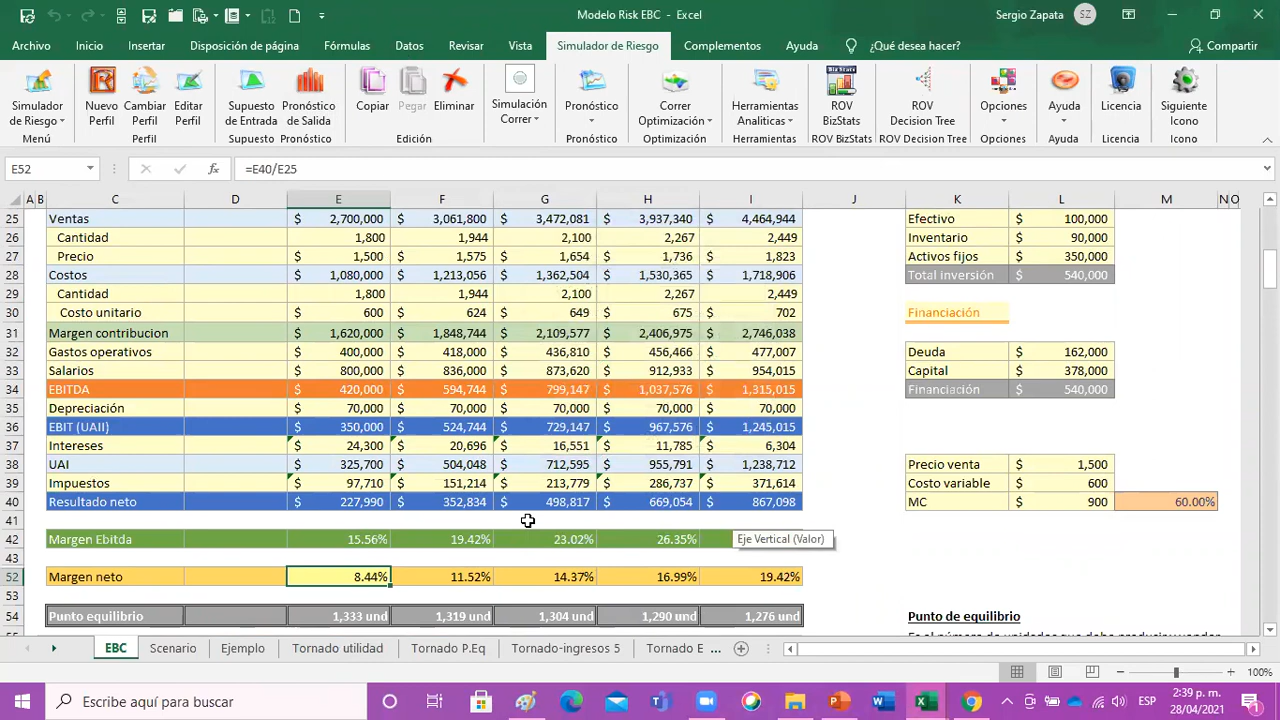 Modelo Risk EBC - Excel
Sergio Zapata SZ
Archivo Inicio Insertar Disposición de página Fórmulas Datos Revisar Vista Simulador de Riesgo Complementos Ayuda ¿Qué desea hacer? Compartir
Simulador de Riesgo Nuevo Perfil Cambiar Perfil Editar Perfil Supuesto de Entrada Pronóstico de Salida Copiar Pegar Eliminar Simulación Correr Pronóstico Correr Optimización Herramientas Analiticas ROV BizStats ROV Decision Tree Opciones Ayuda Licencia Siguiente Icono
Menú Perfil Supuesto Pronóstico Edición Pronóstico Optimización Herramientas ROV BizStats ROV Decision Tree Opciones Ayuda Licencia Icono
E52 fx =E40/E25
A B C D E F G H I J K L M N O
25 Ventas $ 2,700,000 $ 3,061,800 $ 3,472,081 $ 3,937,340 $ 4,464,944 Efectivo $ 100,000
26 Cantidad 1,800 1,944 2,100 2,267 2,449 Inventario $ 90,000
27 Precio $ 1,500 $ 1,575 $ 1,654 $ 1,736 $ 1,823 Activos fijos $ 350,000
28 Costos $ 1,080,000 $ 1,213,056 $ 1,362,504 $ 1,530,365 $ 1,718,906 Total inversión $ 540,000
29 Cantidad 1,800 1,944 2,100 2,267 2,449
30 Costo unitario $ 600 $ 624 $ 649 $ 675 $ 702 Financiación
31 Margen contribucion $ 1,620,000 $ 1,848,744 $ 2,109,577 $ 2,406,975 $ 2,746,038
32 Gastos operativos $ 400,000 $ 418,000 $ 436,810 $ 456,466 $ 477,007 Deuda $ 162,000
33 Salarios $ 800,000 $ 836,000 $ 873,620 $ 912,933 $ 954,015 Capital $ 378,000
34 EBITDA $ 420,000 $ 594,744 $ 799,147 $ 1,037,576 $ 1,315,015 Financiación $ 540,000
35 Depreciación $ 70,000 $ 70,000 $ 70,000 $ 70,000 $ 70,000
36 EBIT (UAII) $ 350,000 $ 524,744 $ 729,147 $ 967,576 $ 1,245,015
37 Intereses $ 24,300 $ 20,696 $ 16,551 $ 11,785 $ 6,304
38 UAI $ 325,700 $ 504,048 $ 712,595 $ 955,791 $ 1,238,712 Precio venta $ 1,500
39 Impuestos $ 97,710 $ 151,214 $ 213,779 $ 286,737 $ 371,614 Costo variable $ 600
40 Resultado neto $ 227,990 $ 352,834 $ 498,817 $ 669,054 $ 867,098 MC $ 900 60.00%
41
42 Margen Ebitda 15.56% 19.42% 23.02% 26.35% Eje Vertical (Valor)
43
52 Margen neto 8.44% 11.52% 14.37% 16.99% 19.42%
53
54 Punto equilibrio 1,333 und 1,319 und 1,304 und 1,290 und 1,276 und Punto de equilibrio
EBC Scenario Ejemplo Tornado utilidad Tornado P.Eq Tornado-ingresos 5 Tornado E ...
100%
Escribe aquí para buscar ESP 2:39 p. m.
28/04/2021